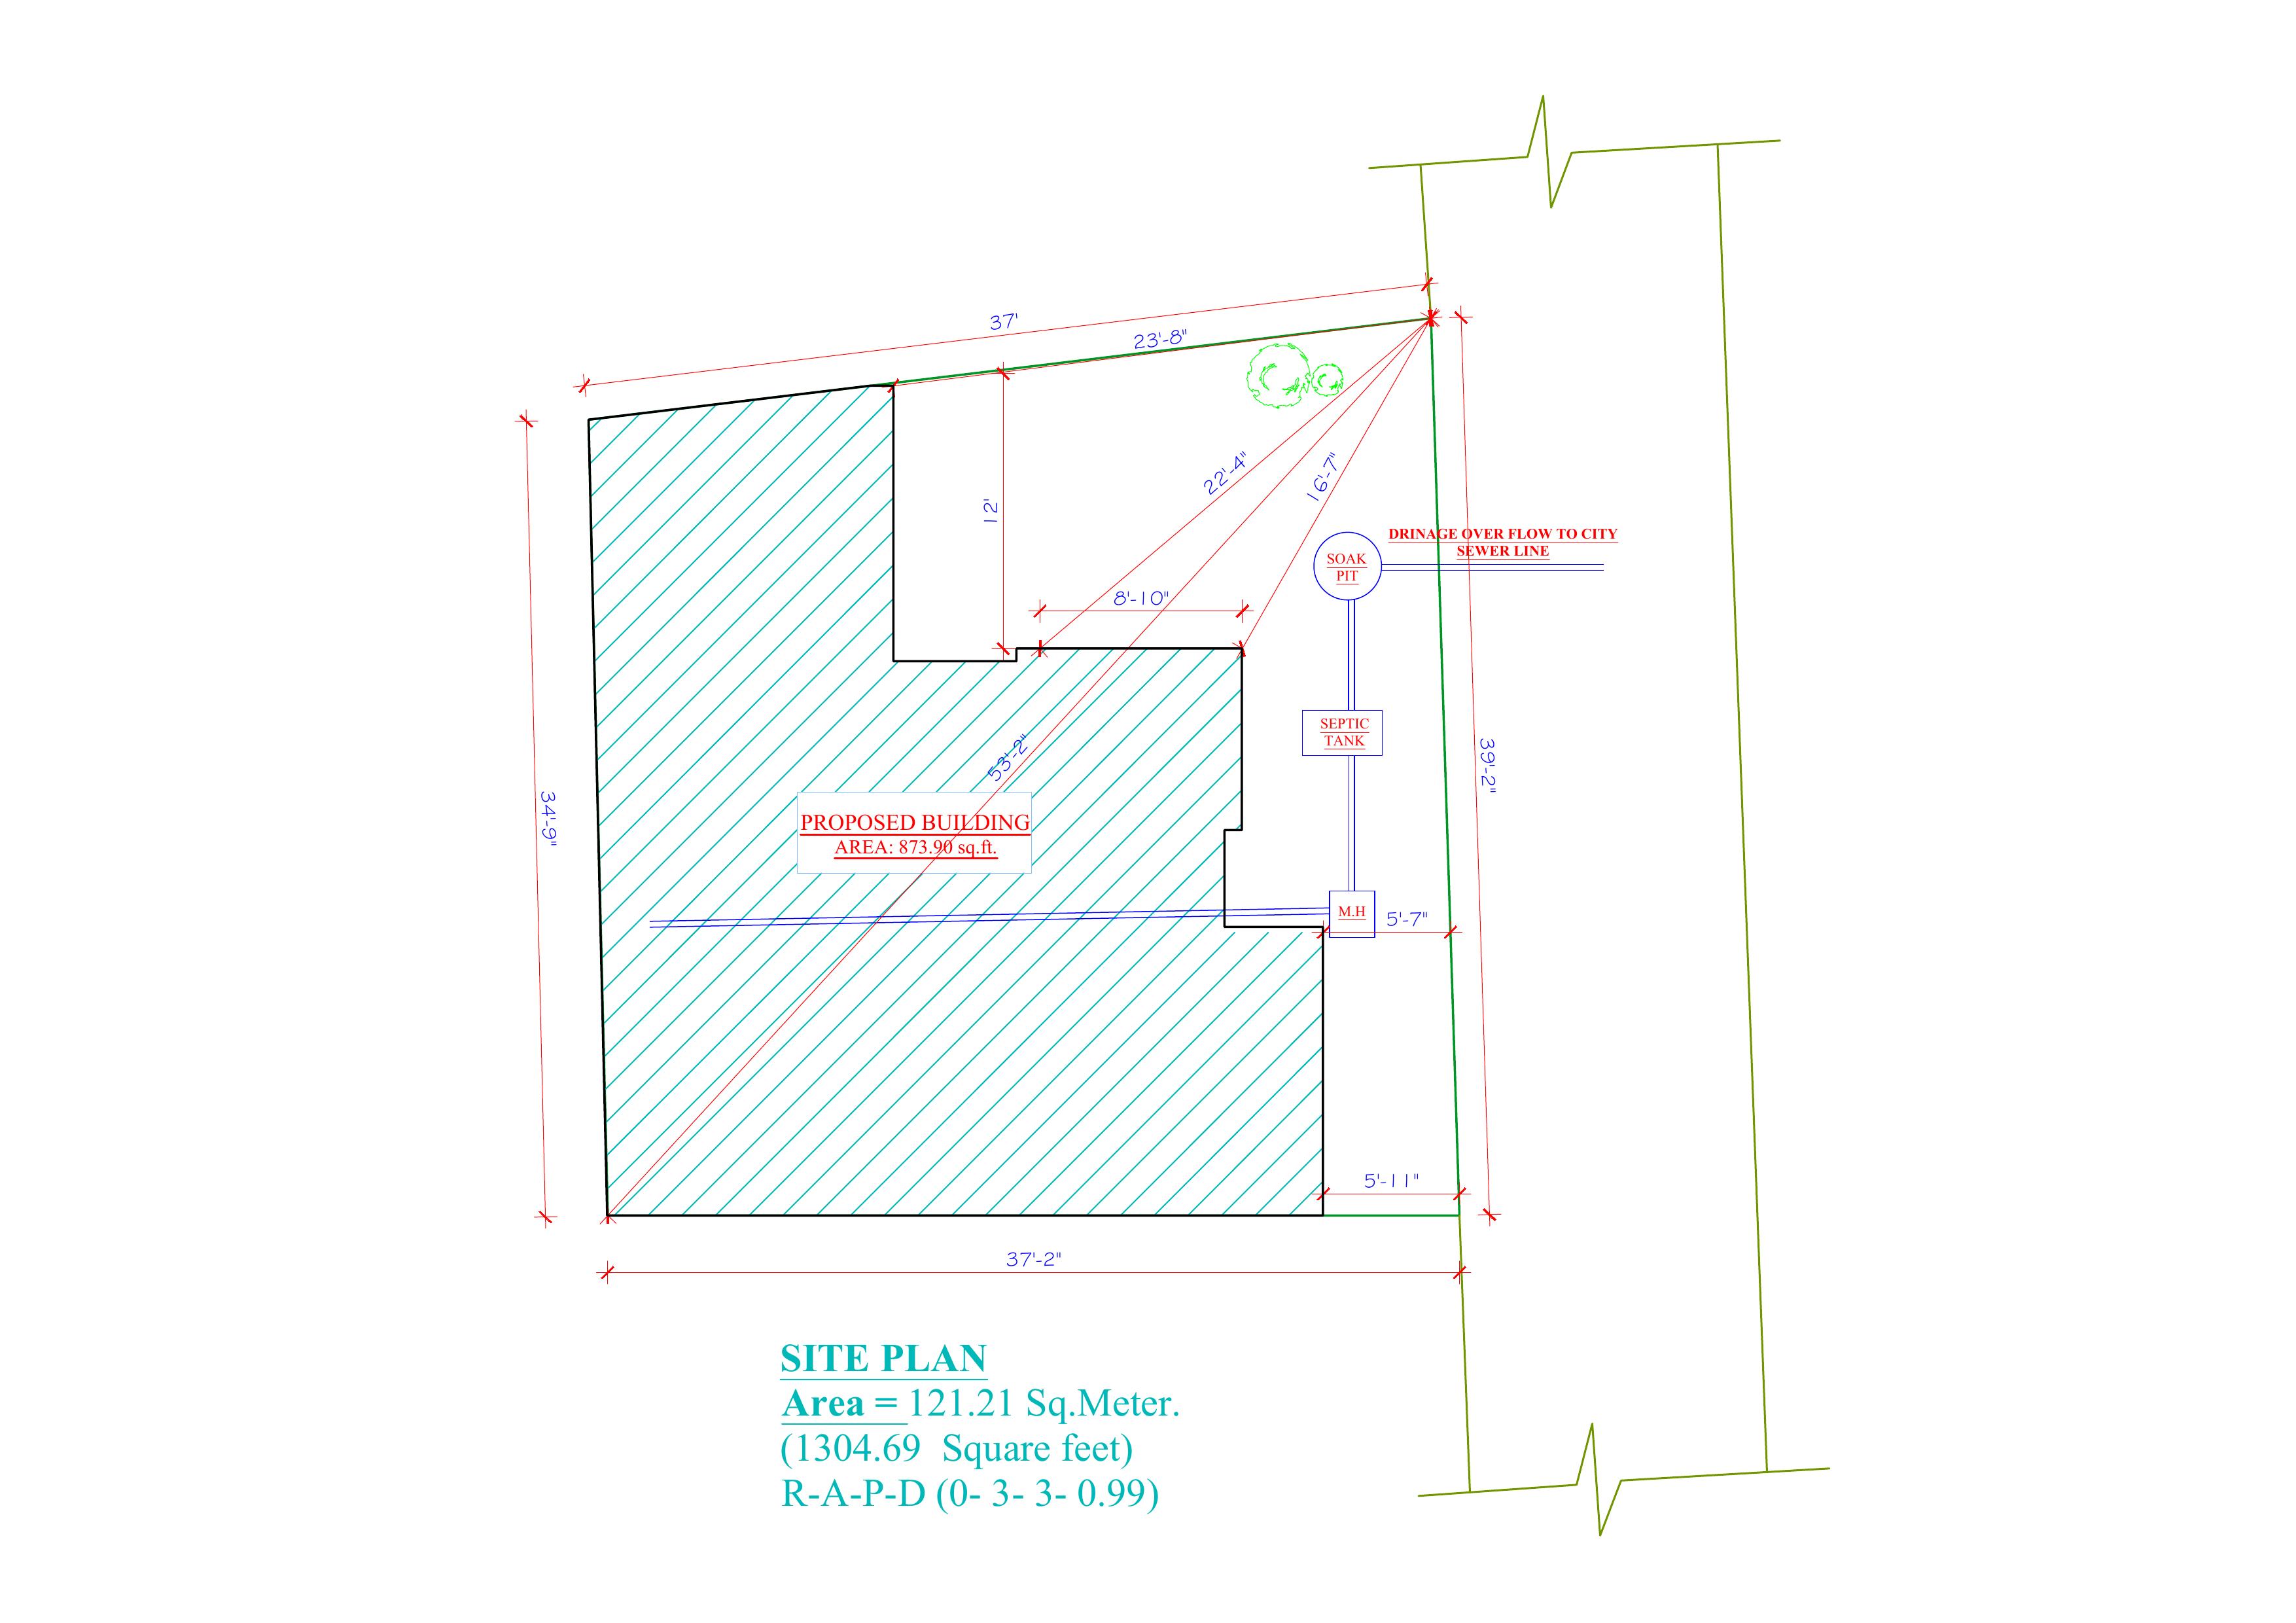 37'
23'-8"
12'
22'-4"
16'-7"
DRINAGE OVER FLOW TO CITY
SEWER LINE
SOAK
PIT
8'-10"
SEPTIC
TANK
39'-2"
34'-9"
53'-2"
PROPOSED BUILDING
AREA: 873.90 sq.ft.
M.H
5'-7"
5'-11"
37'-2"
SITE PLAN
Area = 121.21 Sq.Meter.
(1304.69 Square feet)
R-A-P-D (0- 3- 3- 0.99)